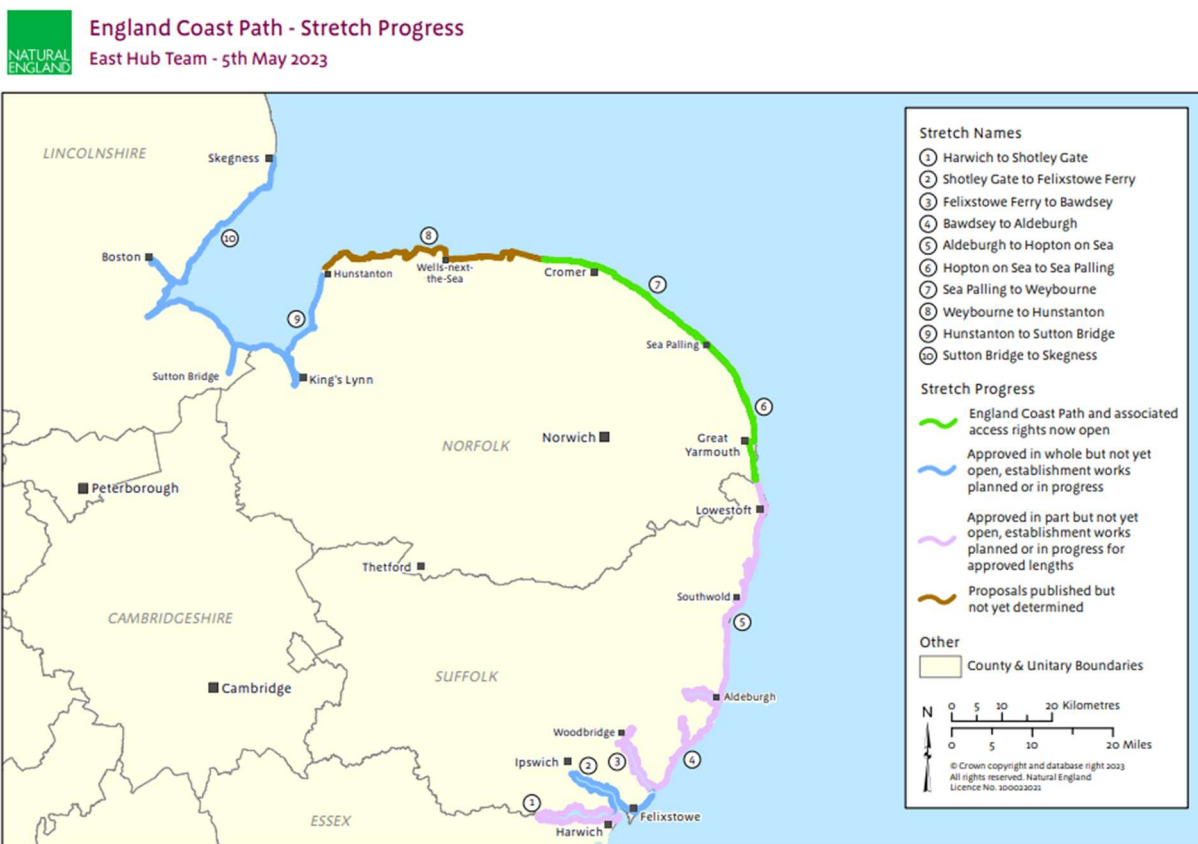 NATURAL
ENGLAND
England Coast Path - Stretch Progress
East Hub Team - 5th May 2023
LINCOLNSHIRE
Skegness
10
Boston
8
Hunstanton
Wells-next-
the-Sea
Cromer
7
9
Sea Palling
Sutton Bridge
King's Lynn
6
Norwich
NORFOLK
Great
Yarmouth
Peterborough
Lowestoft
Thetford
Southwold
CAMBRIDGESHIRE
5
SUFFOLK
Cambridge
Aldeburgh
Woodbridge
Ipswich
2
3
4
1
Felixstowe
ESSEX
Harwich
Stretch Names
1 Harwich to Shotley Gate
2 Shotley Gate to Felixstowe Ferry
3 Felixstowe Ferry to Bawdsey
4 Bawdsey to Aldeburgh
5 Aldeburgh to Hopton on Sea
6 Hopton on Sea to Sea Palling
7 Sea Palling to Weybourne
8 Weybourne to Hunstanton
9 Hunstanton to Sutton Bridge
10 Sutton Bridge to Skegness
Stretch Progress
England Coast Path and associated
access rights now open
Approved in whole but not yet
open, establishment works
planned or in progress
Approved in part but not yet
open, establishment works
planned or in progress for
approved lengths
Proposals published but
not yet determined
Other
County & Unitary Boundaries
N
0 5 10 20 Kilometres
0 5 10 20 Miles
© Crown copyright and database right 2023
All rights reserved. Natural England
Licence No. 100022021